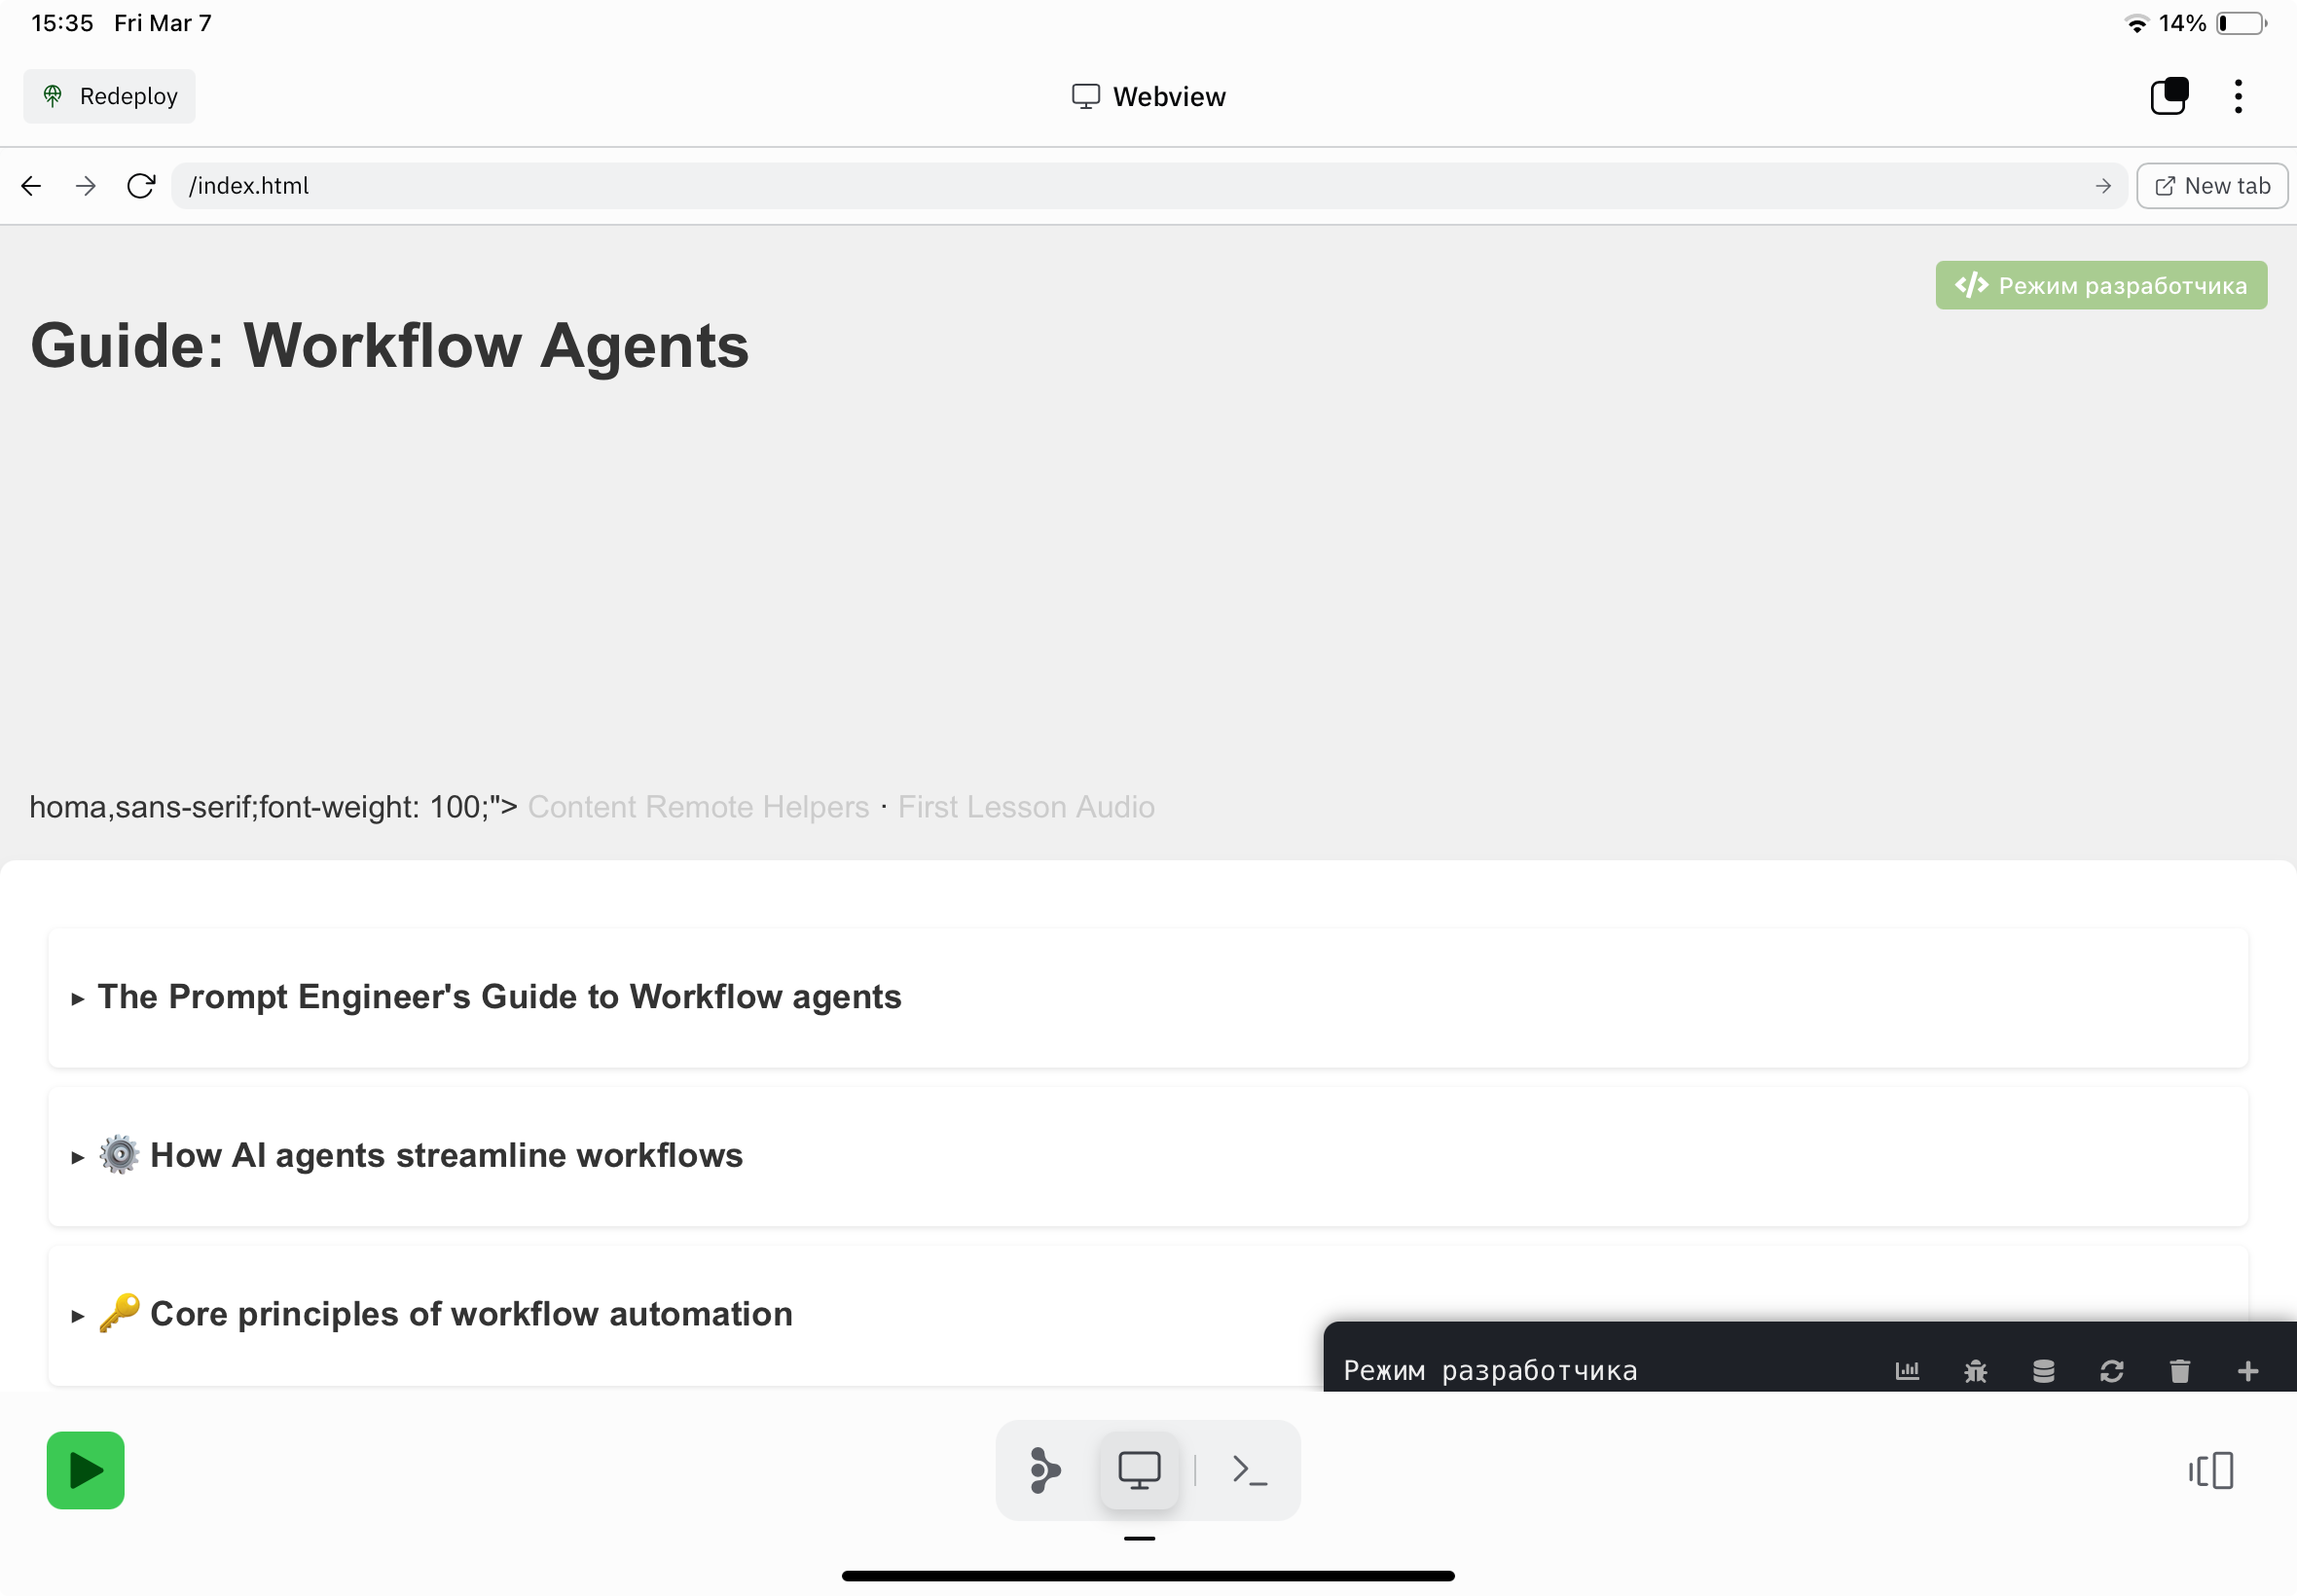 15:35 Fri Mar 7
14%
Redeploy
Webview
/index.html
New tab
Режим разработчика
Guide: Workflow Agents
homa,sans-serif;font-weight: 100;"> Content Remote Helpers · First Lesson Audio
The Prompt Engineer's Guide to Workflow agents
How AI agents streamline workflows
Core principles of workflow automation
Режим разработчика